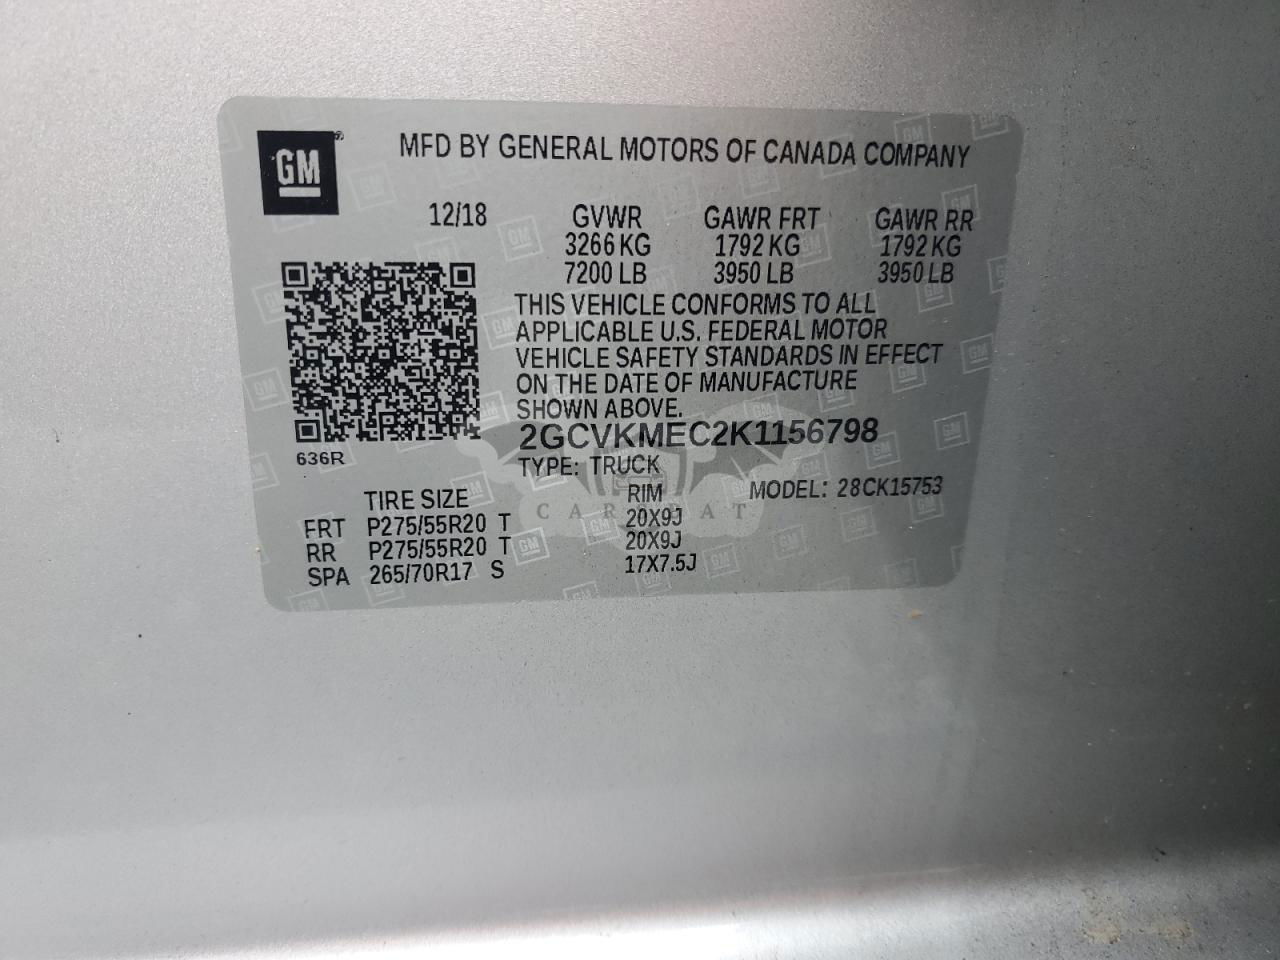 GM®
MFD BY GENERAL MOTORS OF CANADA COMPANY
12/18 GVWR GAWR FRT GAWR RR
3266 KG 1792 KG 1792 KG
7200 LB 3950 LB 3950 LB
THIS VEHICLE CONFORMS TO ALL
APPLICABLE U.S. FEDERAL MOTOR
VEHICLE SAFETY STANDARDS IN EFFECT
ON THE DATE OF MANUFACTURE
SHOWN ABOVE.
2GCVKMEC2K1156798
636R
TYPE: TRUCK
TIRE SIZE RIM MODEL: 28CK15753
FRT P275/55R20 T 20X9J
RR P275/55R20 T 20X9J
SPA 265/70R17 S 17X7.5J